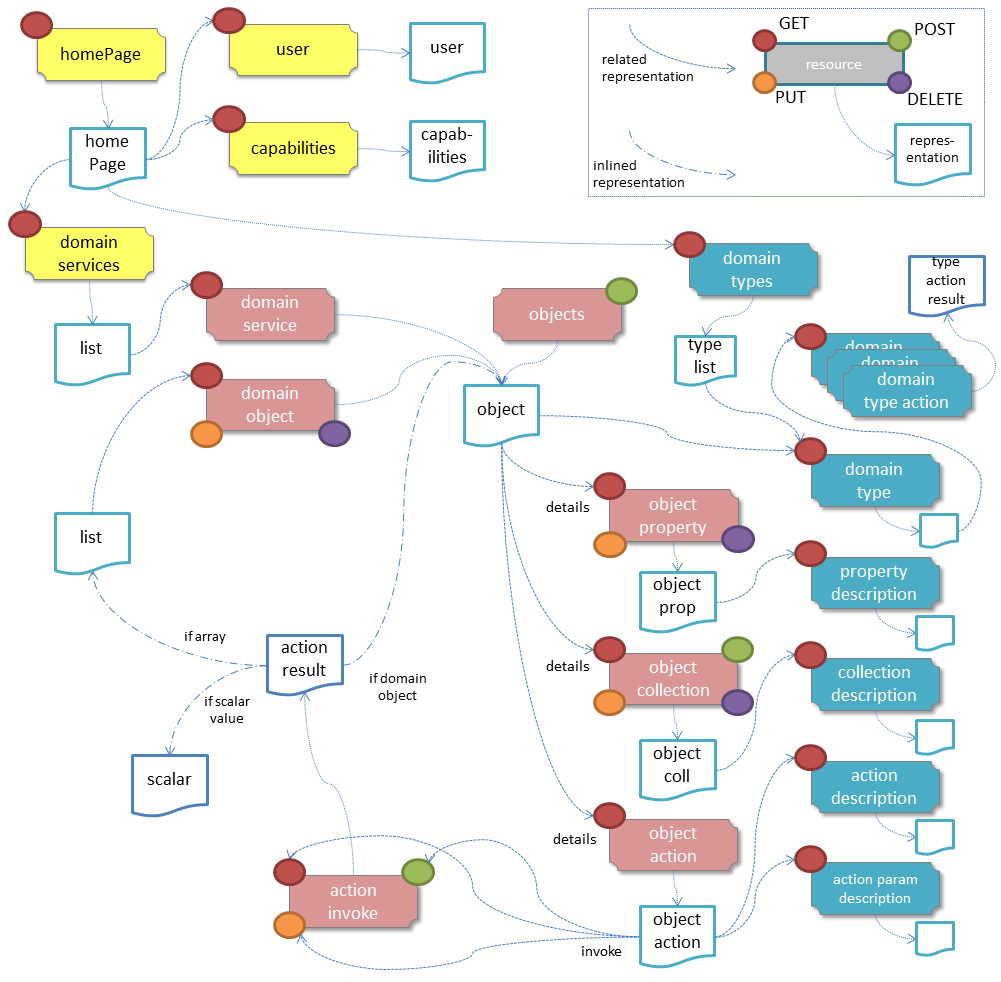 homePage
user
user
home
Page
capabilities
capab-
ilities
GET
POST
resource
PUT
DELETE
related
representation
inlined
representation
repres-
entation
domain
services
domain
types
type
action
result
list
domain
service
objects
type
list
domain
domain
domain
type action
domain
object
object
domain
type
details
object
property
list
object
prop
property
description
if array
action
result
if domain
object
details
object
collection
collection
description
if scalar
value
scalar
object
coll
action
description
details
object
action
action
invoke
action param
description
invoke
object
action